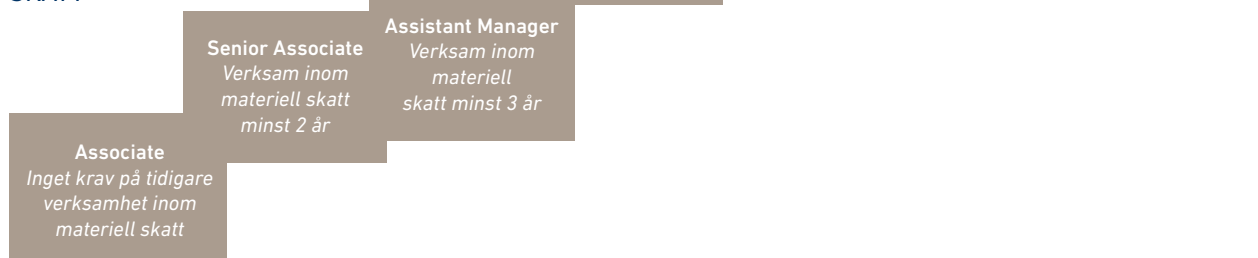 Assistant Manager
Verksam inom
materiell
skatt minst 3 år
Senior Associate
Verksam inom
materiell skatt
minst 2 år
Associate
Inget krav på tidigare
verksamhet inom
materiell skatt